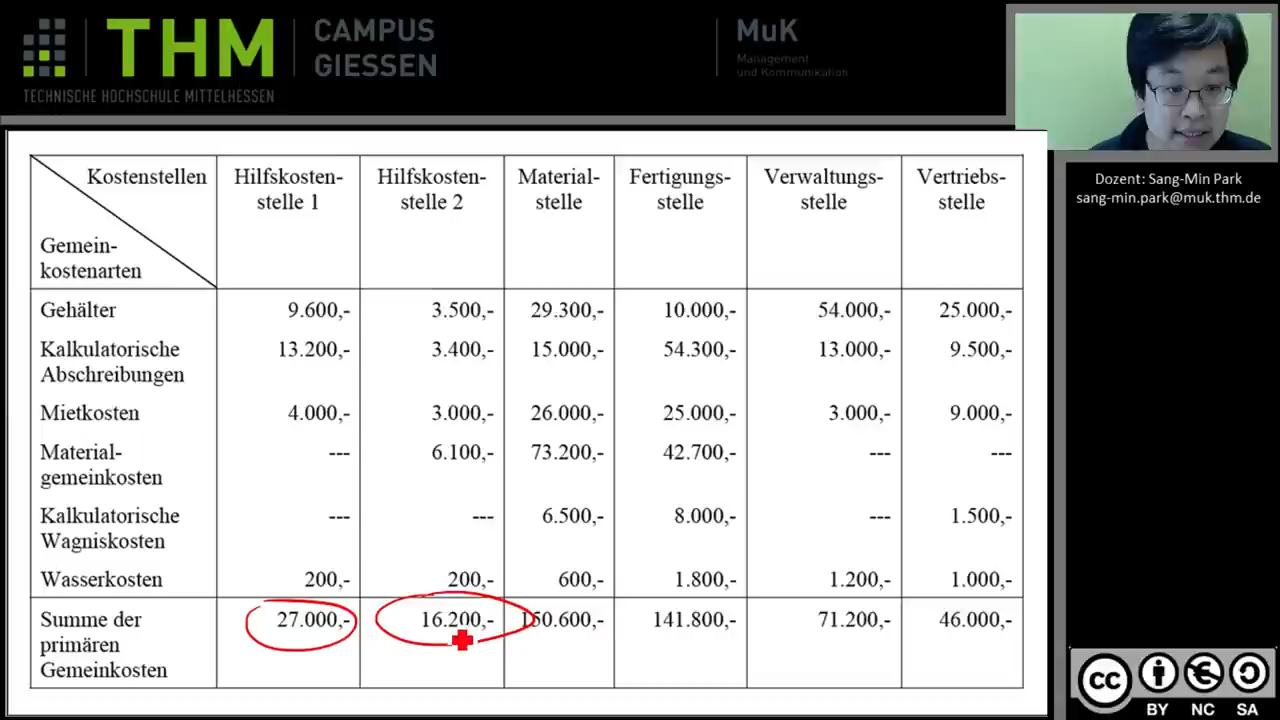 THM
CAMPUS
GIESSEN
TECHNISCHE HOCHSCHULE MITTELHESSEN
MuK
Management
und Kommunikation
Dozent: Sang-Min Park
sang-min.park@muk.thm.de
Kostenstellen
Gemein-
kostenarten
Hilfskosten-
stelle 1
Hilfskosten-
stelle 2
Material-
stelle
Fertigungs-
stelle
Verwaltungs-
stelle
Vertriebs-
stelle
Gehälter 9.600,- 3.500,- 29.300,- 10.000,- 54.000,- 25.000,-
Kalkulatorische 13.200,- 3.400,- 15.000,- 54.300,- 13.000,- 9.500,-
Abschreibungen
Mietkosten 4.000,- 3.000,- 26.000,- 25.000,- 3.000,- 9.000,-
Material- --- 6.100,- 73.200,- 42.700,- --- ---
gemeinkosten
Kalkulatorische --- --- 6.500,- 8.000,- --- 1.500,-
Wagniskosten
Wasserkosten 200,- 200,- 600,- 1.800,- 1.200,- 1.000,-
Summe der 27.000,- 16.200,- 150.600,- 141.800,- 71.200,- 46.000,-
primären
Gemeinkosten
cc
BY NC SA